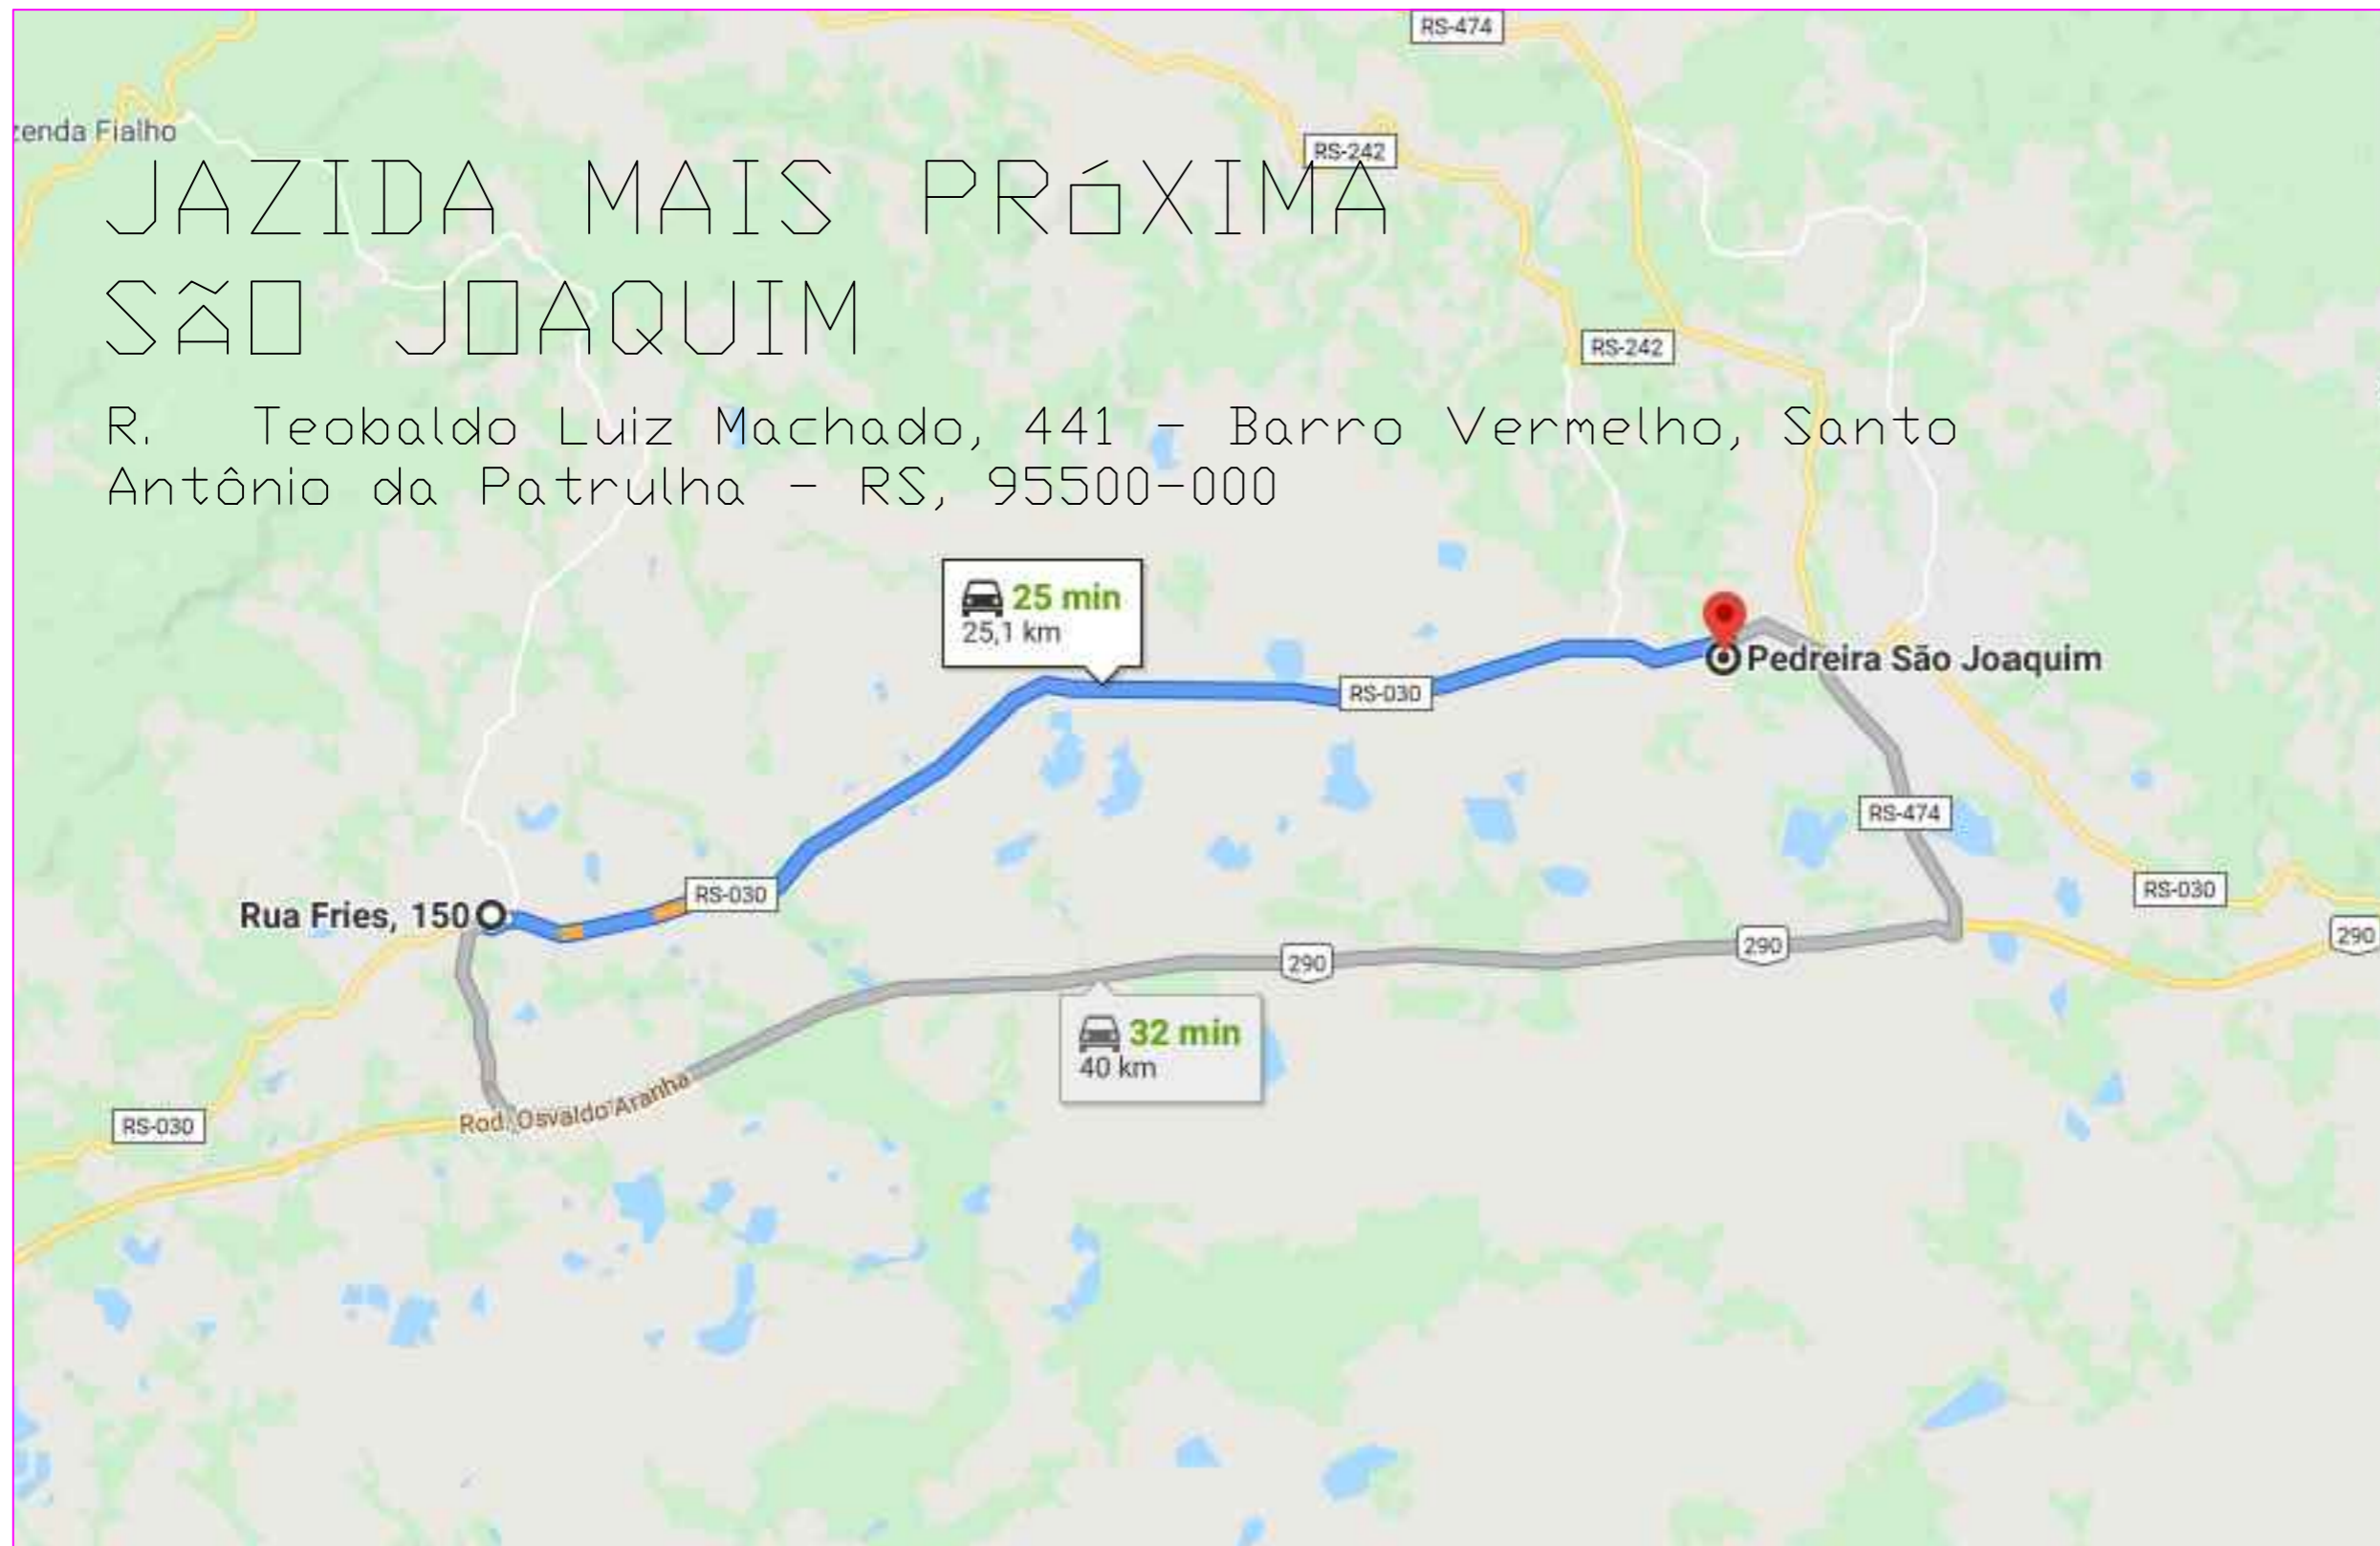 RS-474
zenda Fialho
RS-242
JAZIDA MAIS PRóXIMA
SãO JOAQUIM
RS-242
R. Teobaldo Luiz Machado, 441 - Barro Vermelho, Santo
Antônio da Patrulha - RS, 95500-000
25 min
25,1 km
Pedreira São Joaquim
RS-030
RS-474
RS-030
RS-030
Rua Fries, 150
290
290
290
32 min
40 km
Rod. Osvaldo Aranha
RS-030